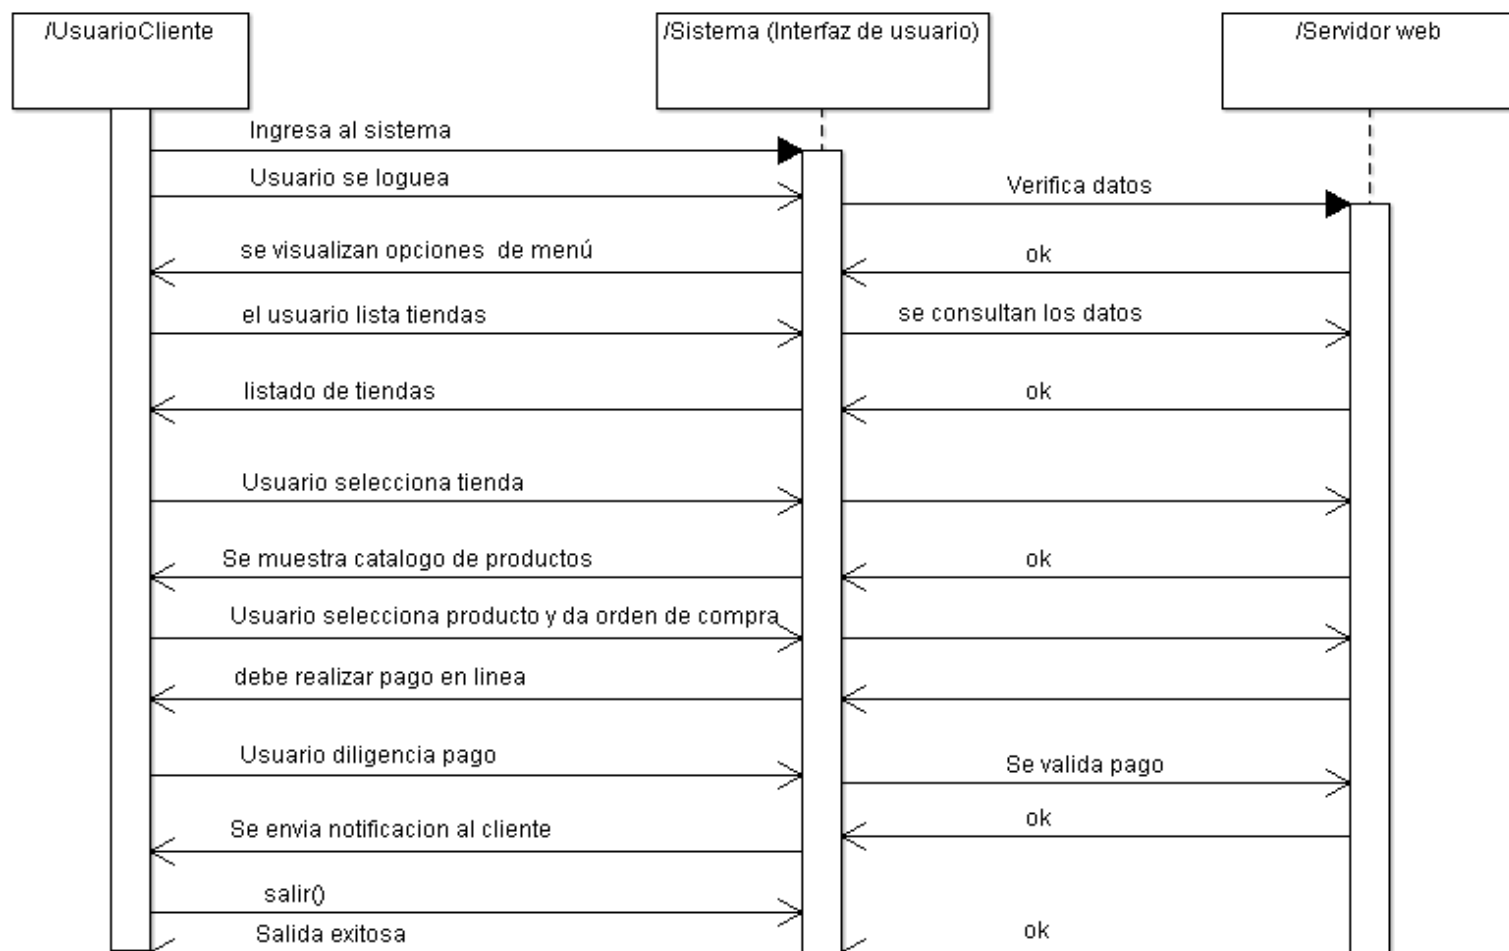 /UsuarioCliente
/Sistema (Interfaz de usuario)
/Servidor web
Ingresa al sistema
Usuario se loguea
Verifica datos
se visualizan opciones de menú
ok
el usuario lista tiendas
se consultan los datos
listado de tiendas
ok
Usuario selecciona tienda
Se muestra catalogo de productos
ok
Usuario selecciona producto y da orden de compra
debe realizar pago en linea
Usuario diligencia pago
Se valida pago
Se envia notificacion al cliente
ok
salir()
Salida exitosa
ok